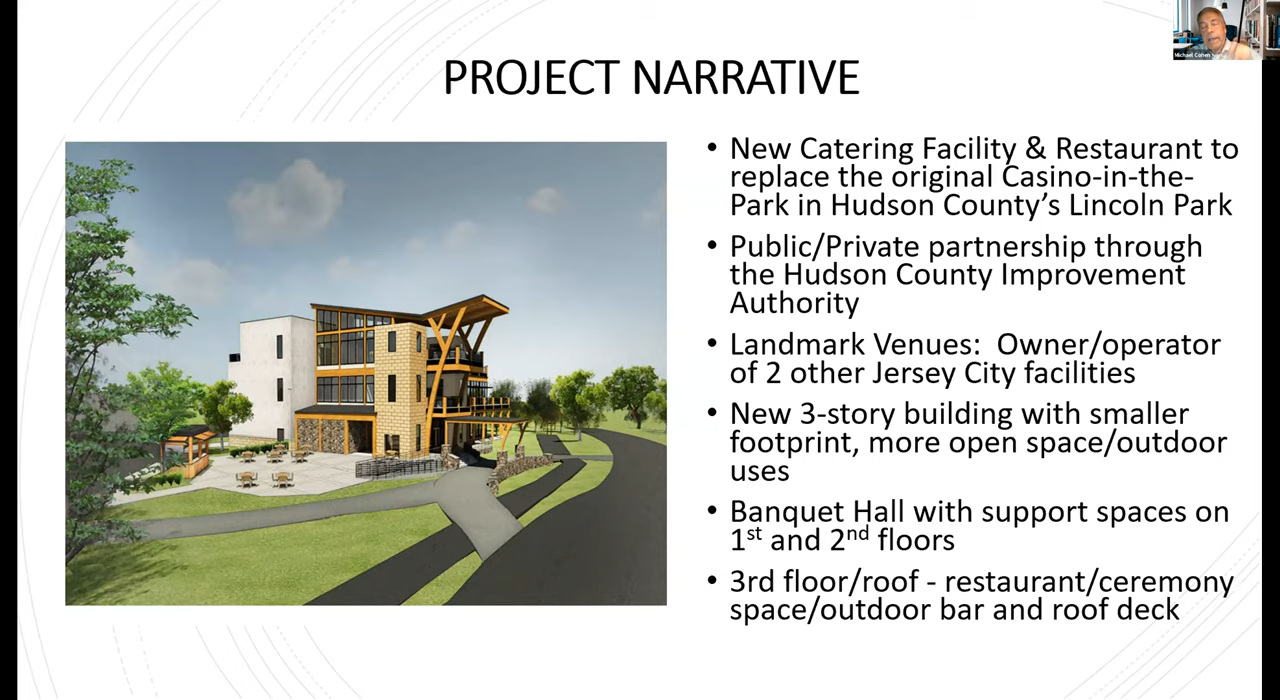 Michael Cohen
PROJECT NARRATIVE
• New Catering Facility & Restaurant to
replace the original Casino-in-the-
Park in Hudson County’s Lincoln Park
• Public/Private partnership through
the Hudson County Improvement
Authority
• Landmark Venues:  Owner/operator
of 2 other Jersey City facilities
• New 3-story building with smaller
footprint, more open space/outdoor
uses
• Banquet Hall with support spaces on
1st and 2nd floors
• 3rd floor/roof - restaurant/ceremony
space/outdoor bar and roof deck